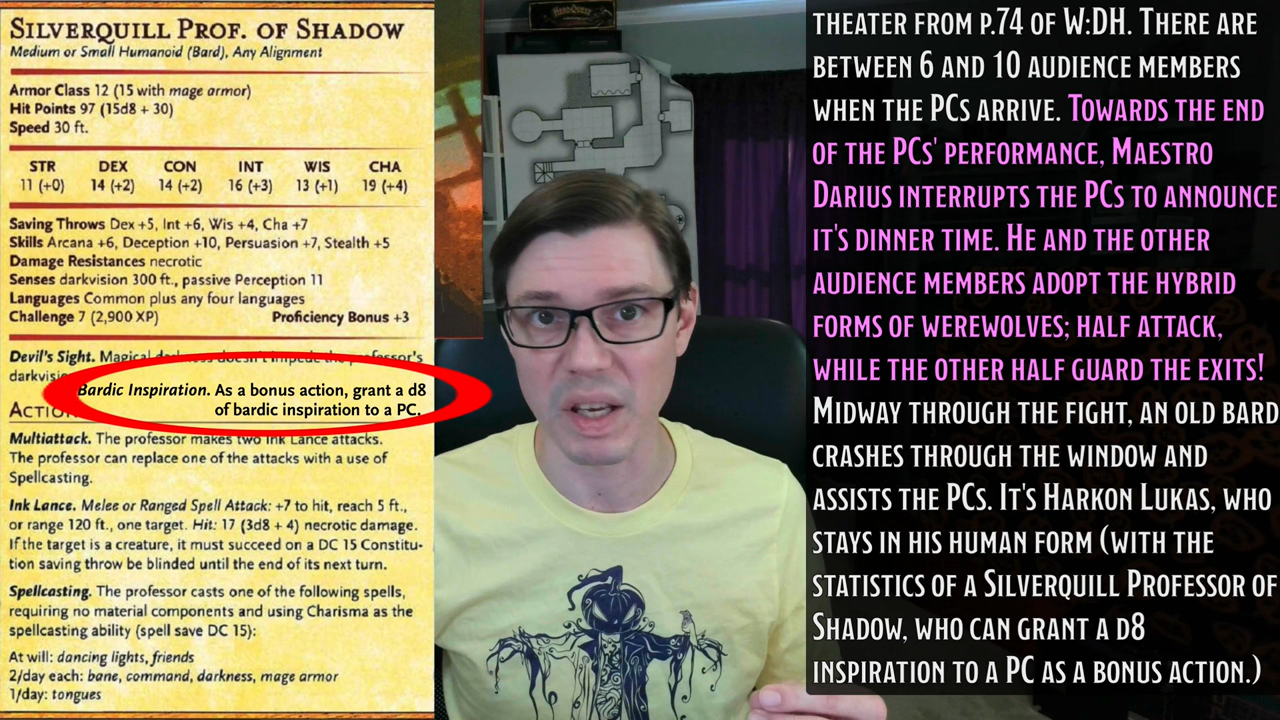 SILVERQUILL PROF. OF SHADOW
Medium or Small Humanoid (Bard), Any Alignment
Armor Class 12 (15 with mage armor)
Hit Points 97 (15d8 + 30)
Speed 30 ft.
STR DEX CON INT WIS CHA
11 (+0) 14 (+2) 14 (+2) 16 (+3) 13 (+1) 19 (+4)
Saving Throws Dex +5, Int +6, Wis +4, Cha +7
Skills Arcana +6, Deception +10, Persuasion +7, Stealth +5
Damage Resistances necrotic
Senses darkvision 300 ft., passive Perception 11
Languages Common plus any four languages
Challenge 7 (2,900 XP) Proficiency Bonus +3
Devil's Sight. Magical darkness doesn't impede the professor's
darkvisio
Bardic Inspiration. As a bonus action, grant a d8
of bardic inspiration to a PC.
ACTIO
Multiattack. The professor makes two Ink Lance attacks.
The professor can replace one of the attacks with a use of
Spellcasting.
Ink Lance. Melee or Ranged Spell Attack: +7 to hit, reach 5 ft.,
or range 120 ft., one target. Hit: 17 (3d8 + 4) necrotic damage.
If the target is a creature, it must succeed on a DC 15 Constitu-
tion saving throw be blinded until the end of its next turn.
Spellcasting. The professor casts one of the following spells,
requiring no material components and using Charisma as the
spellcasting ability (spell save DC 15):
At will: dancing lights, friends
2/day each: bane, command, darkness, mage armor
1/day: tongues
HEROQUEST
THEATER FROM P.74 OF W:DH. THERE ARE
BETWEEN 6 AND 10 AUDIENCE MEMBERS
WHEN THE PCS ARRIVE. TOWARDS THE END
OF THE PCS' PERFORMANCE, MAESTRO
DARIUS INTERRUPTS THE PCS TO ANNOUNCE
IT'S DINNER TIME. HE AND THE OTHER
AUDIENCE MEMBERS ADOPT THE HYBRID
FORMS OF WEREWOLVES; HALF ATTACK,
WHILE THE OTHER HALF GUARD THE EXITS!
MIDWAY THROUGH THE FIGHT, AN OLD BARD
CRASHES THROUGH THE WINDOW AND
ASSISTS THE PCS. IT'S HARKON LUKAS, WHO
STAYS IN HIS HUMAN FORM (WITH THE
STATISTICS OF A SILVERQUILL PROFESSOR OF
SHADOW, WHO CAN GRANT A D8
INSPIRATION TO A PC AS A BONUS ACTION.)